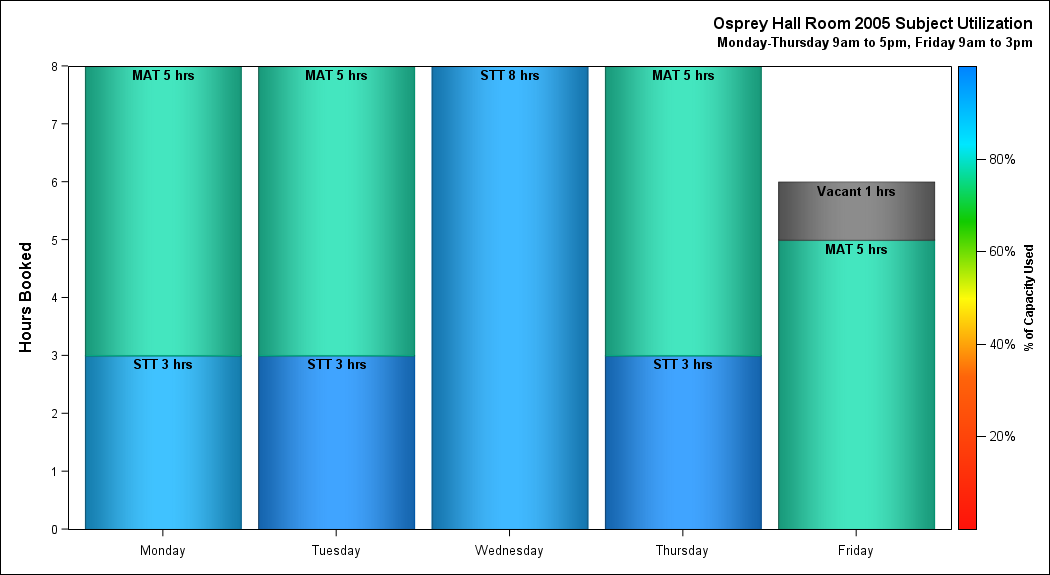 Osprey Hall Room 2005 Subject Utilization
Monday-Thursday 9am to 5pm, Friday 9am to 3pm
Hours Booked
8
7
6
5
4
3
2
1
0
MAT 5 hrs
STT 3 hrs
MAT 5 hrs
STT 3 hrs
STT 8 hrs
MAT 5 hrs
STT 3 hrs
Vacant 1 hrs
MAT 5 hrs
Monday
Tuesday
Wednesday
Thursday
Friday
80%
60%
40%
20%
% of Capacity Used